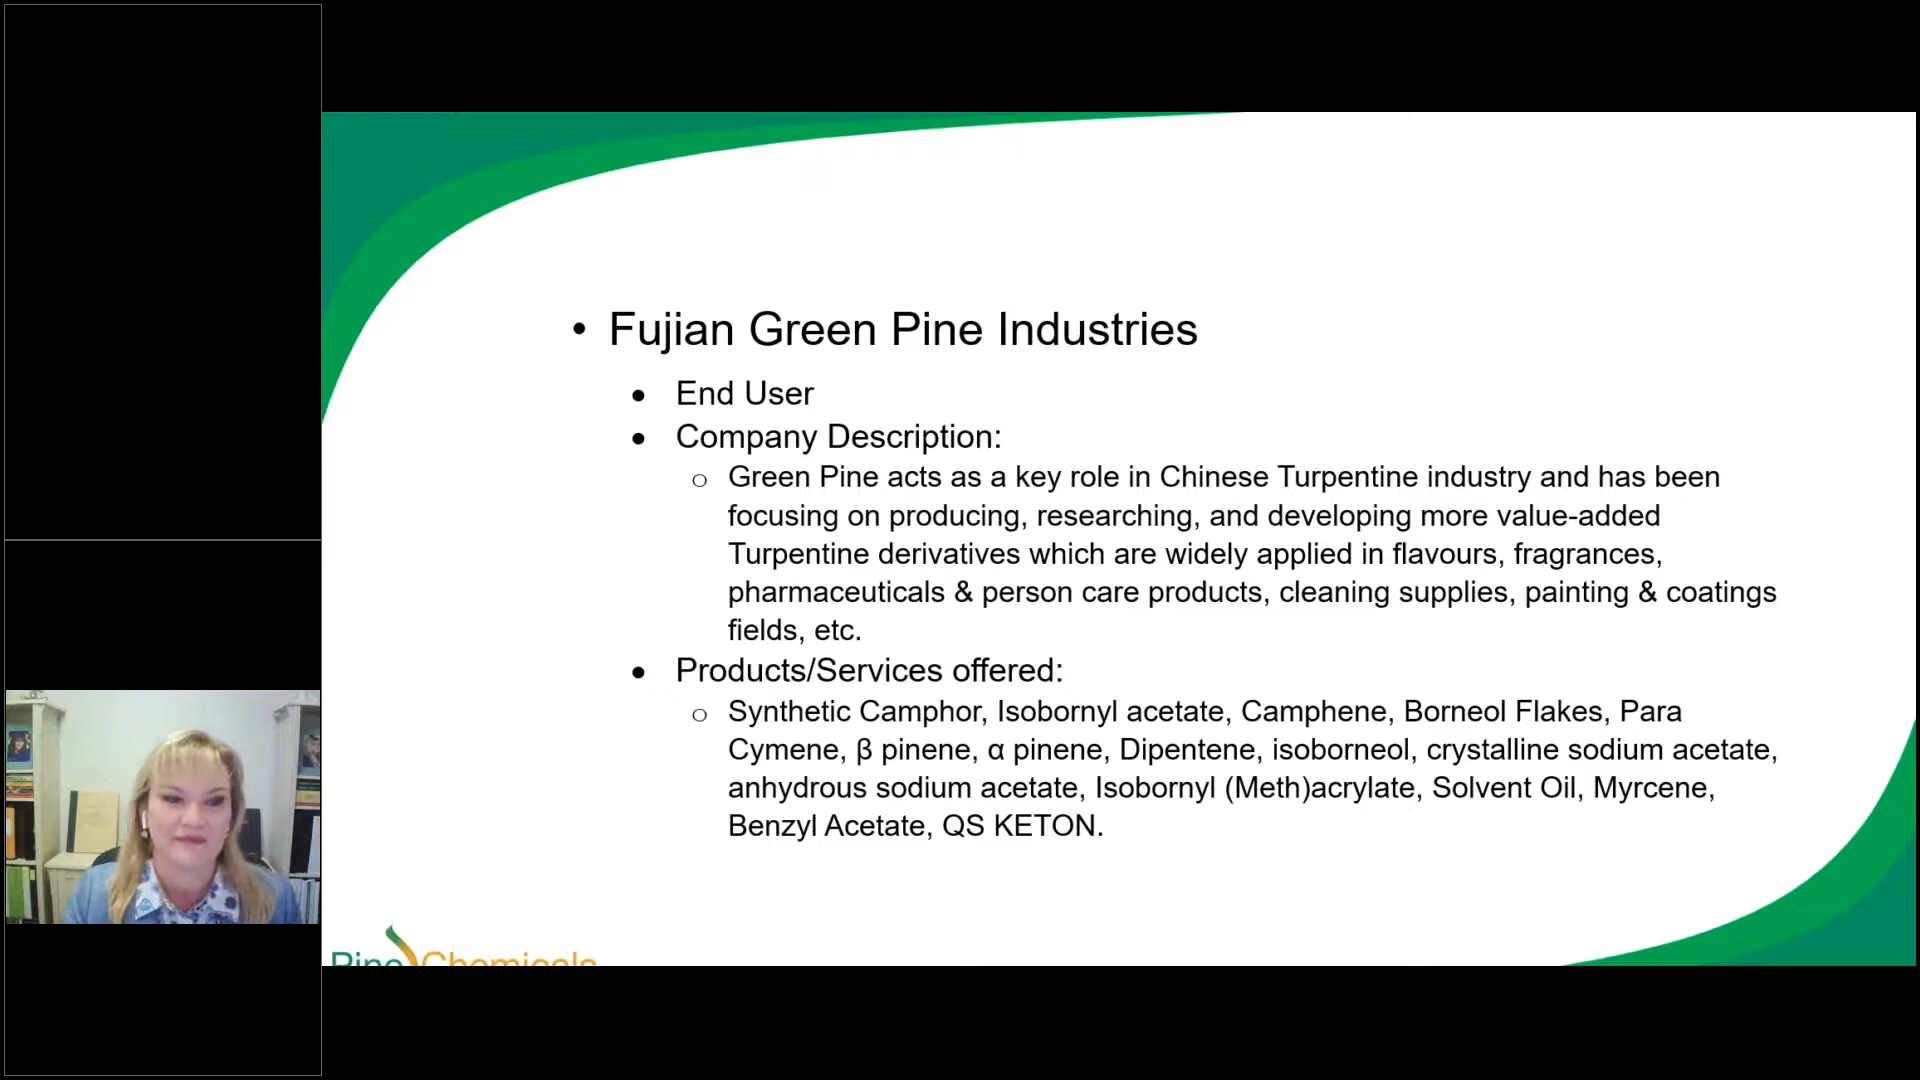 • Fujian Green Pine Industries
• End User
• Company Description:
o Green Pine acts as a key role in Chinese Turpentine industry and has been
focusing on producing, researching, and developing more value-added
Turpentine derivatives which are widely applied in flavours, fragrances,
pharmaceuticals & person care products, cleaning supplies, painting & coatings
fields, etc.
• Products/Services offered:
o Synthetic Camphor, Isobornyl acetate, Camphene, Borneol Flakes, Para
Cymene, β pinene, α pinene, Dipentene, isoborneol, crystalline sodium acetate,
anhydrous sodium acetate, Isobornyl (Meth)acrylate, Solvent Oil, Myrcene,
Benzyl Acetate, QS KETON.
Pine Chemicals